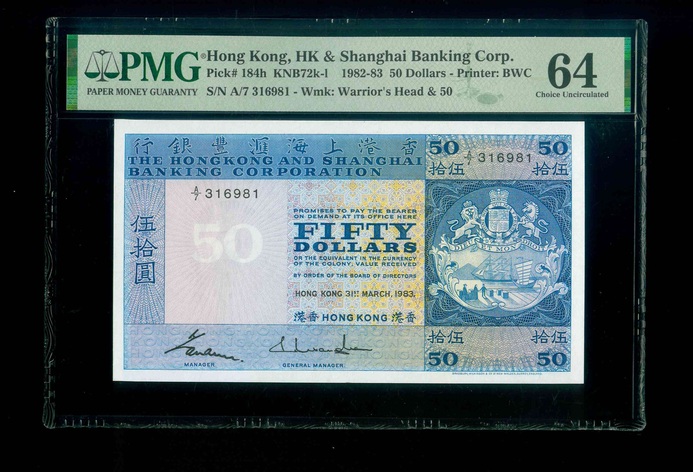 PMG
PAPER MONEY GUARANTY
Hong Kong, HK & Shanghai Banking Corp.
Pick# 184h KNB72k-l 1982-83 50 Dollars - Printer: BWC
S/N A/7 316981 - Wmk: Warrior's Head & 50
64
Choice Uncirculated
行銀豐滙海上港香
THE HONGKONG AND SHANGHAI
BANKING CORPORATION
50 A/7 316981 50
拾伍 拾伍
A/7 316981
50
伍拾圓
PROMISES TO PAY THE BEARER
ON DEMAND AT ITS OFFICE HERE
FIFTY
DOLLARS
OR THE EQUIVALENT IN THE CURRENCY
OF THE COLONY, VALUE RECEIVED
BY ORDER OF THE BOARD OF DIRECTORS
HONG KONG 31ST MARCH, 1983.
港香 HONG KONG 港香
MANAGER.
GENERAL MANAGER.
DIEU ET MON DROIT
拾伍 拾伍
50 50